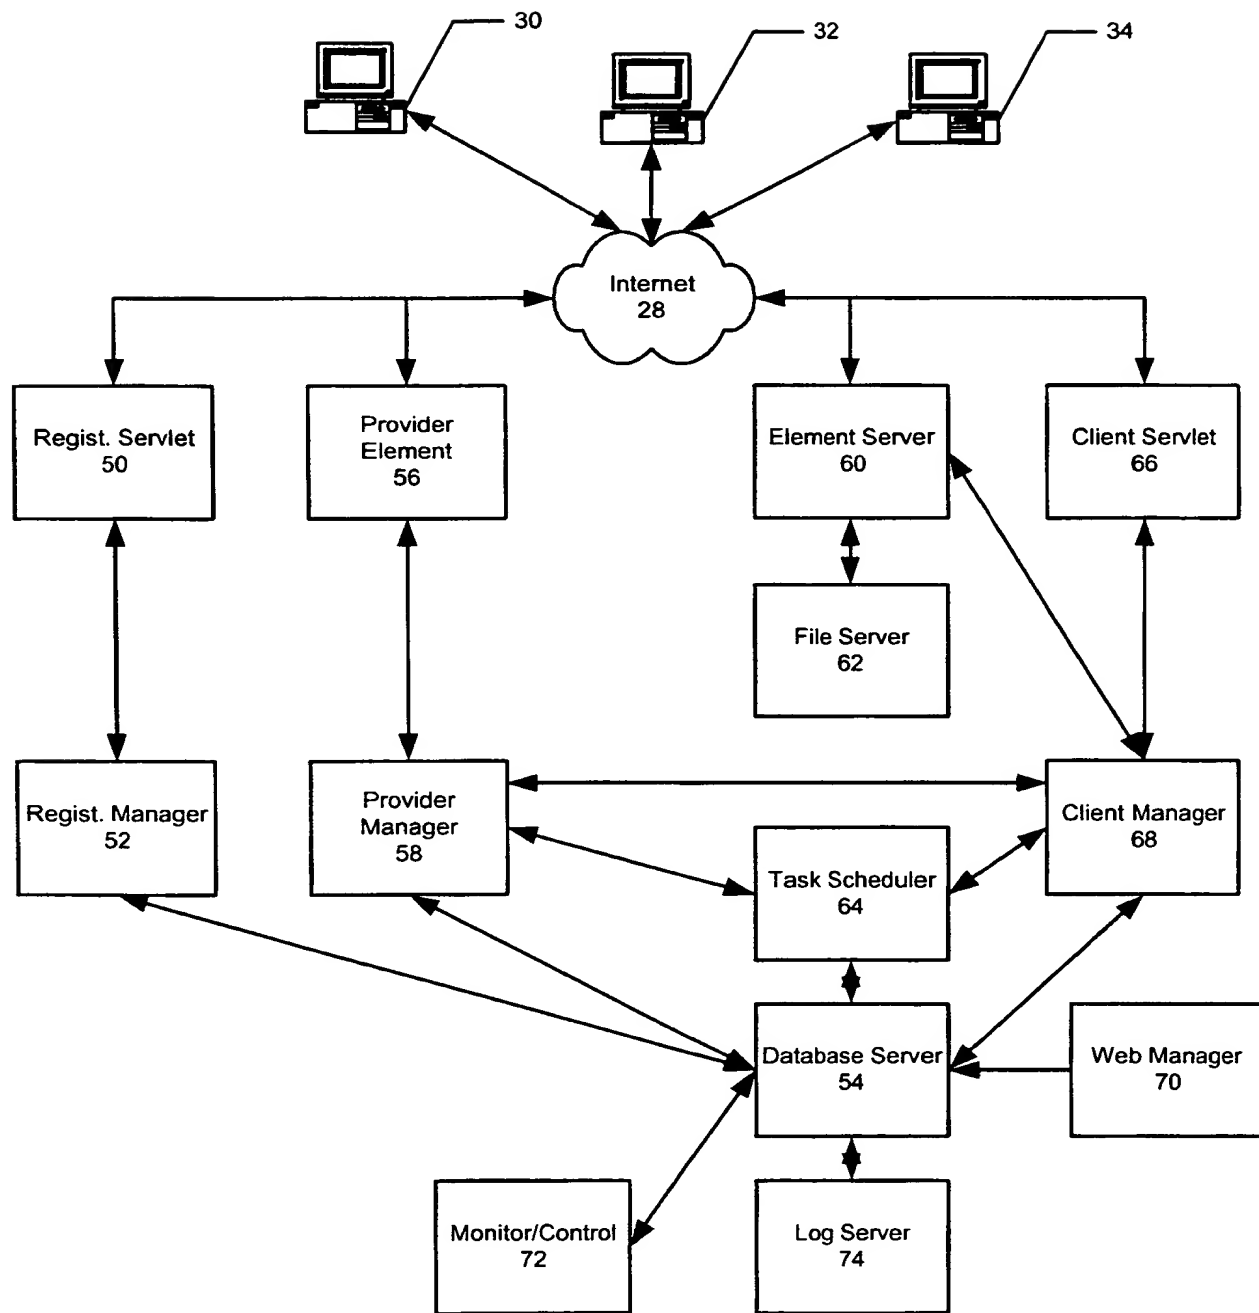 30
32
34
Internet
28
Regist. Servlet
50
Provider
Element
56
Element Server
60
Client Servlet
66
File Server
62
Regist. Manager
52
Provider
Manager
58
Client Manager
68
Task Scheduler
64
Database Server
54
Web Manager
70
Monitor/Control
72
Log Server
74